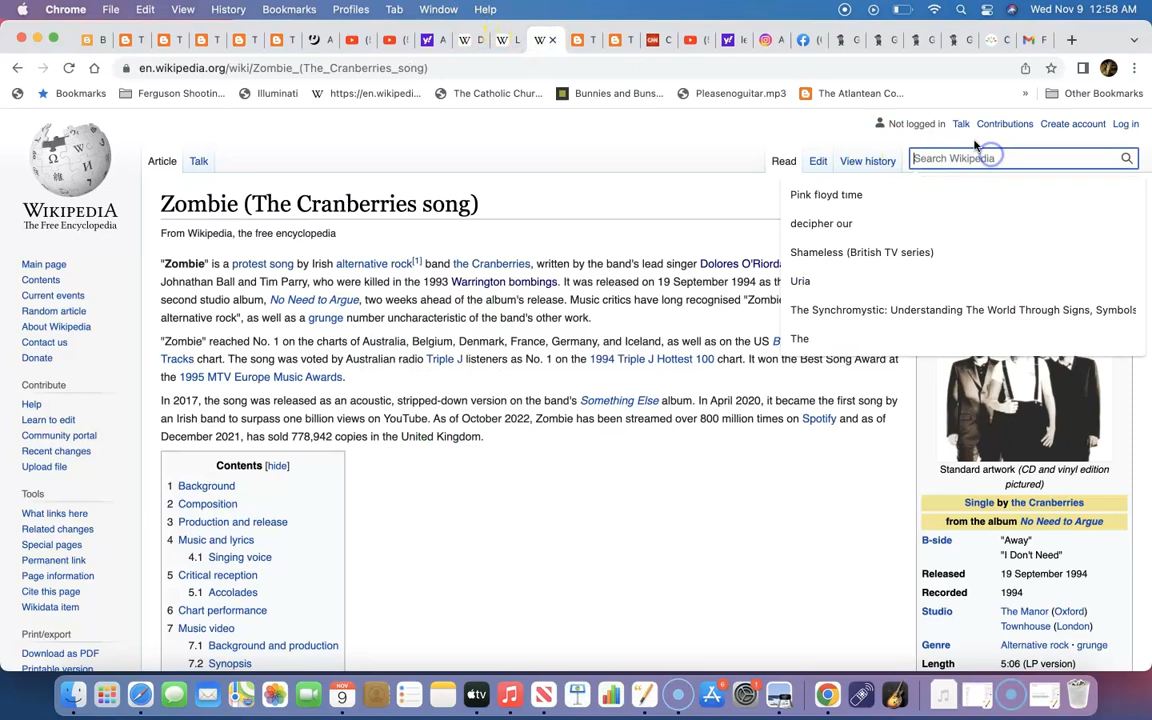 Chrome File Edit View History Bookmarks Profiles Tab Window Help Wed Nov 9 12:58 AM
B T T T T T A ( ( A D L W T T C ( le A ( G G G G C F
en.wikipedia.org/wiki/Zombie_(The_Cranberries_song)
Bookmarks Ferguson Shootin... Illuminati https://en.wikipedi... The Catholic Chur... Bunnies and Buns... Pleasenoguitar.mp3 The Atlantean Co... » Other Bookmarks
Not logged in Talk Contributions Create account Log in
Article Talk Read Edit View history Search Wikipedia
WIKIPEDIA
The Free Encyclopedia
Main page
Contents
Current events
Random article
About Wikipedia
Contact us
Donate
Contribute
Help
Learn to edit
Community portal
Recent changes
Upload file
Tools
What links here
Related changes
Special pages
Permanent link
Page information
Cite this page
Wikidata item
Print/export
Download as PDF
Printable version
Zombie (The Cranberries song)
From Wikipedia, the free encyclopedia
"Zombie" is a protest song by Irish alternative rock[1] band the Cranberries, written by the band's lead singer Dolores O'Riorda
Johnathan Ball and Tim Parry, who were killed in the 1993 Warrington bombings. It was released on 19 September 1994 as the
second studio album, No Need to Argue, two weeks ahead of the album's release. Music critics have long recognised "Zombie
alternative rock", as well as a grunge number uncharacteristic of the band's other work.
"Zombie" reached No. 1 on the charts of Australia, Belgium, Denmark, France, Germany, and Iceland, as well as on the US B
Tracks chart. The song was voted by Australian radio Triple J listeners as No. 1 on the 1994 Triple J Hottest 100 chart. It won the Best Song Award at
the 1995 MTV Europe Music Awards.
In 2017, the song was released as an acoustic, stripped-down version on the band's Something Else album. In April 2020, it became the first song by
an Irish band to surpass one billion views on YouTube. As of October 2022, Zombie has been streamed over 800 million times on Spotify and as of
December 2021, has sold 778,942 copies in the United Kingdom.
Contents [hide]
1 Background
2 Composition
3 Production and release
4 Music and lyrics
4.1 Singing voice
5 Critical reception
5.1 Accolades
6 Chart performance
7 Music video
7.1 Background and production
7.2 Synopsis
Pink floyd time
decipher our
Shameless (British TV series)
Uria
The Synchromystic: Understanding The World Through Signs, Symbols
The
Standard artwork (CD and vinyl edition
pictured)
Single by the Cranberries
from the album No Need to Argue
B-side "Away"
"I Don't Need"
Released 19 September 1994
Recorded 1994
Studio The Manor (Oxford)
Townhouse (London)
Genre Alternative rock · grunge
Length 5:06 (LP version)
NOV
9
tv